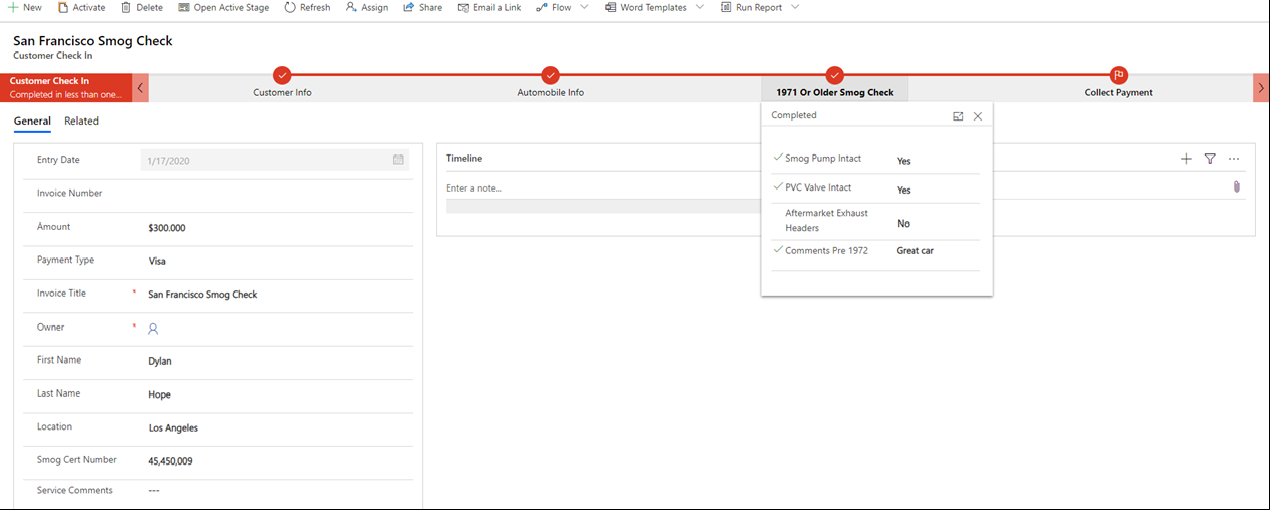 New Activate Delete Open Active Stage Refresh Assign Share Email a Link Flow Word Templates Run Report
San Francisco Smog Check
Customer Check In
Customer Check In
Completed in less than one...
Customer Info
Automobile Info
1971 Or Older Smog Check
Collect Payment
General Related
Entry Date 1/17/2020
Invoice Number
Amount $300.000
Payment Type Visa
Invoice Title * San Francisco Smog Check
Owner *
First Name Dylan
Last Name Hope
Location Los Angeles
Smog Cert Number 45,450,009
Service Comments ---
Timeline
Enter a note...
Completed
Smog Pump Intact Yes
PVC Valve Intact Yes
Aftermarket Exhaust
Headers No
Comments Pre 1972 Great car